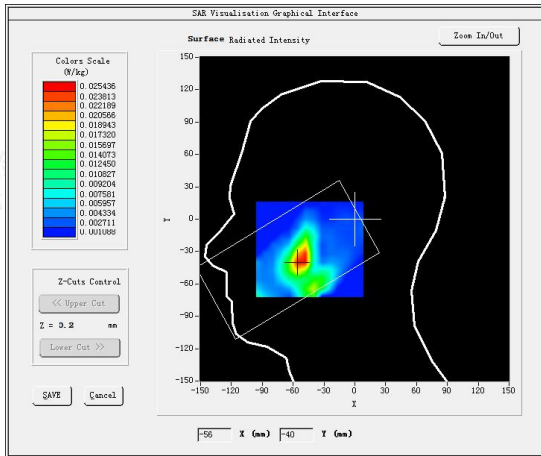 SAR Visualisation Graphical Interface
Surface Radiated Intensity
Zoom In/Out
Colors Scale
(W/kg)
0.025436
0.023813
0.022189
0.020566
0.018943
0.017320
0.015697
0.014073
0.012450
0.010827
0.009204
0.007581
0.005957
0.004334
0.002711
0.001088
Z-Cuts Control
<< Upper Cut
Z = 0.2 mm
Lower Cut >>
SAVE
Cancel
150
120
90
60
30
0
-30
-60
-90
-120
-150
Y
-150 -120 -90 -60 -30 0 30 60 90 120 150
X
-56 X (mm) -40 Y (mm)